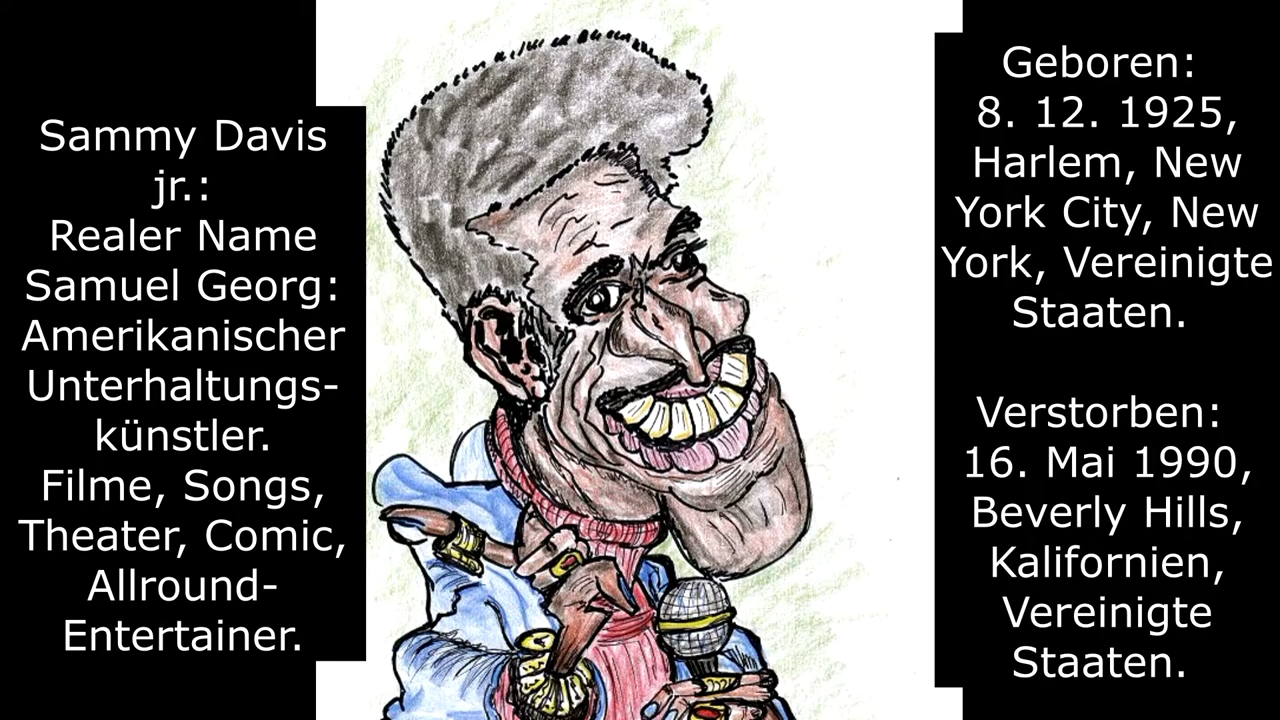 Sammy Davis
jr.:
Realer Name
Samuel Georg:
Amerikanischer
Unterhaltungs-
künstler.
Filme, Songs,
Theater, Comic,
Allround-
Entertainer.
Geboren:
8. 12. 1925,
Harlem, New
York City, New
York, Vereinigte
Staaten.
Verstorben:
16. Mai 1990,
Beverly Hills,
Kalifornien,
Vereinigte
Staaten.